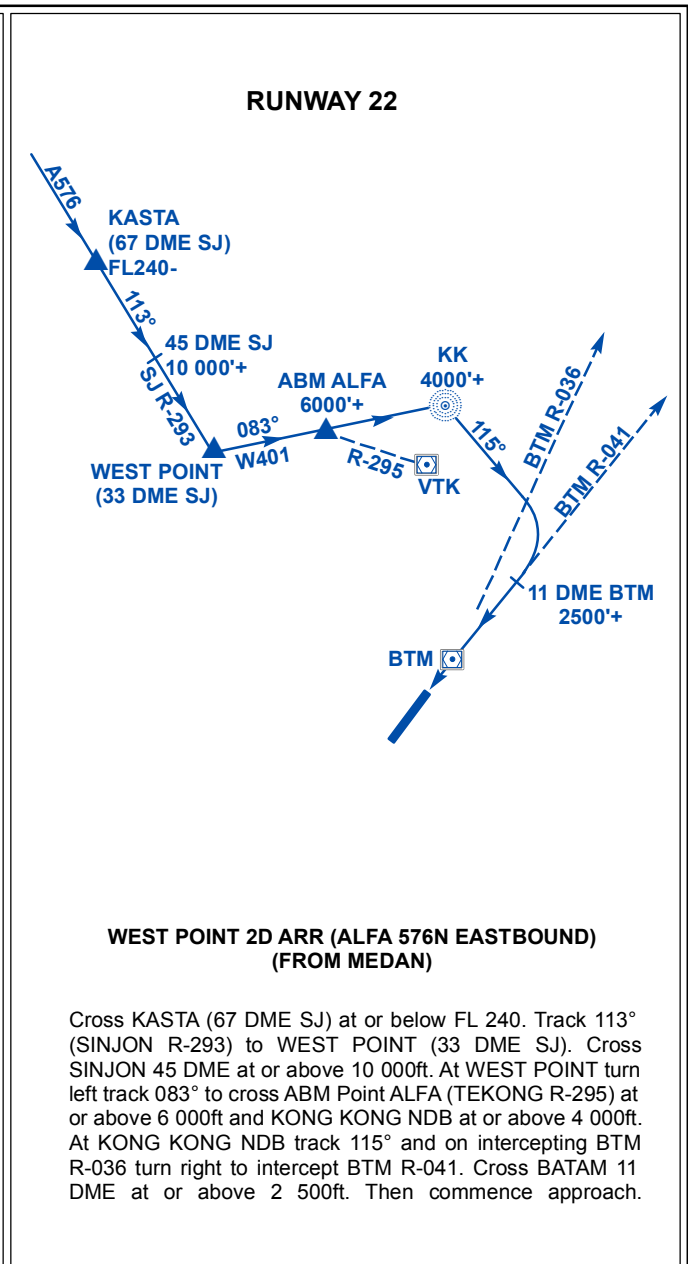 RUNWAY 22
A576
KASTA
(67 DME SJ)
FL240-
113°
45 DME SJ
10 000'+
SJ R-293
WEST POINT
(33 DME SJ)
083°
W401
ABM ALFA
6000'+
R-295
VTK
KK
4000'+
115°
BTM R-036
BTM R-041
11 DME BTM
2500'+
BTM
WEST POINT 2D ARR (ALFA 576N EASTBOUND)
(FROM MEDAN)
Cross KASTA (67 DME SJ) at or below FL 240. Track 113°
(SINJON R-293) to WEST POINT (33 DME SJ). Cross
SINJON 45 DME at or above 10 000ft. At WEST POINT turn
left track 083° to cross ABM Point ALFA (TEKONG R-295) at
or above 6 000ft and KONG KONG NDB at or above 4 000ft.
At KONG KONG NDB track 115° and on intercepting BTM
R-036 turn right to intercept BTM R-041. Cross BATAM 11
DME at or above 2 500ft. Then commence approach.